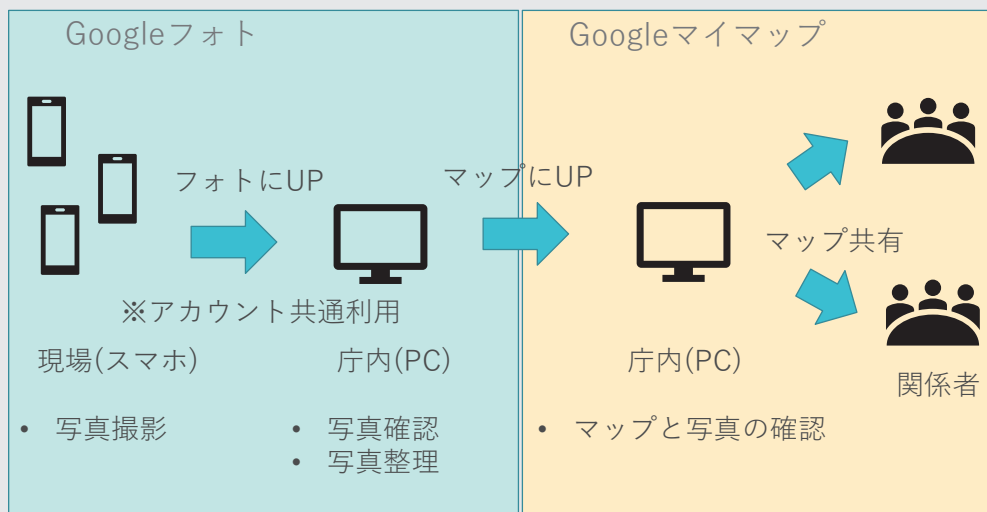 Googleフォト
Googleマイマップ
フォトにUP
マップにUP
マップ共有
※アカウント共通利用
現場(スマホ)
庁内(PC)
庁内(PC)
関係者
• 写真撮影
• 写真確認
• 写真整理
• マップと写真の確認